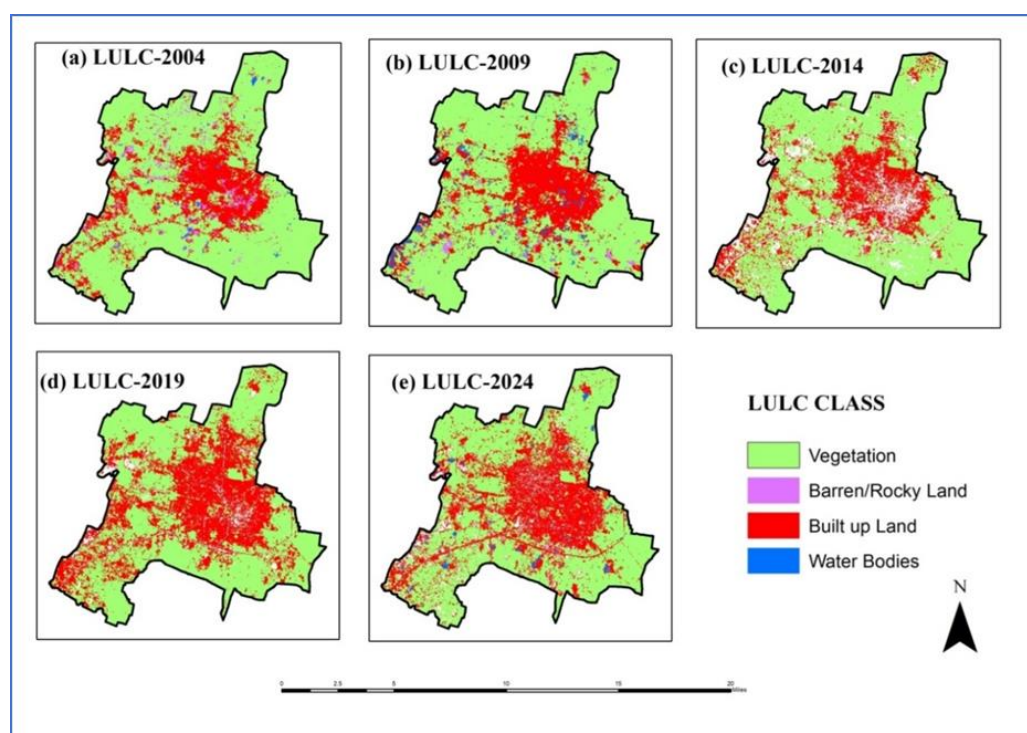 (a) LULC-2004
(b) LULC-2009
(c) LULC-2014
(d) LULC-2019
(e) LULC-2024
LULC CLASS
Vegetation
Barren/Rocky Land
Built up Land
Water Bodies
N
0 2.5 5 10 15 20
Miles